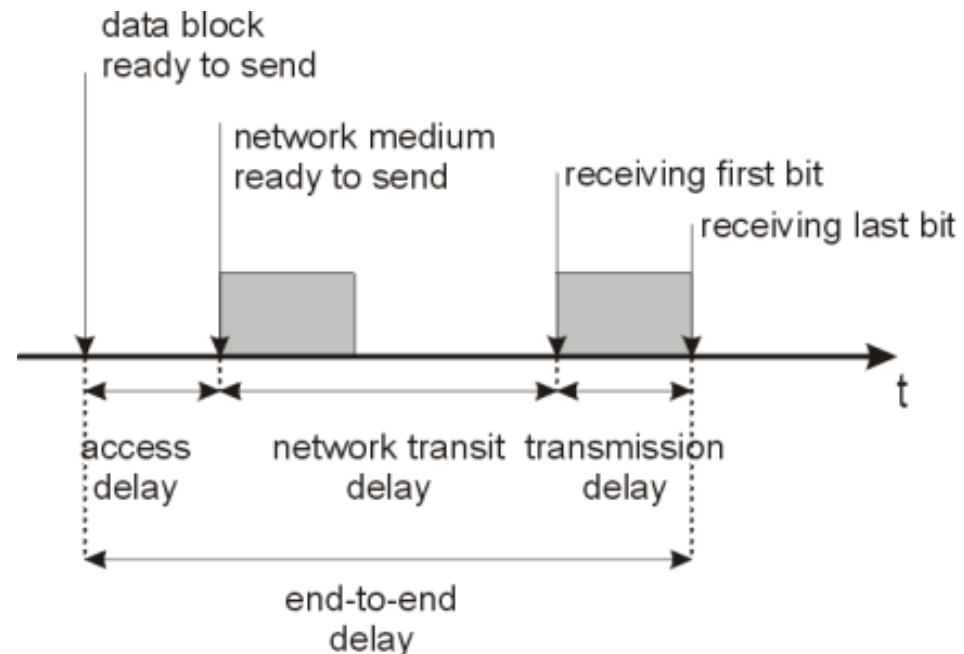 data block
ready to send
network medium
ready to send
receiving first bit
receiving last bit
t
access
delay
network transit
delay
transmission
delay
end-to-end
delay